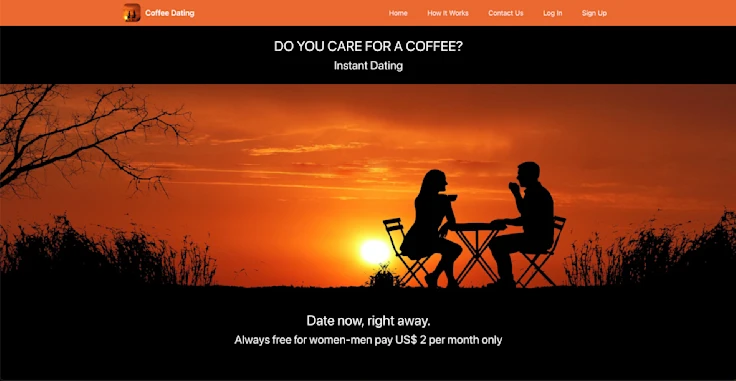 Coffee Dating
Home How It Works Contact Us Log In Sign Up
DO YOU CARE FOR A COFFEE?
Instant Dating
Date now, right away.
Always free for women-men pay US$ 2 per month only